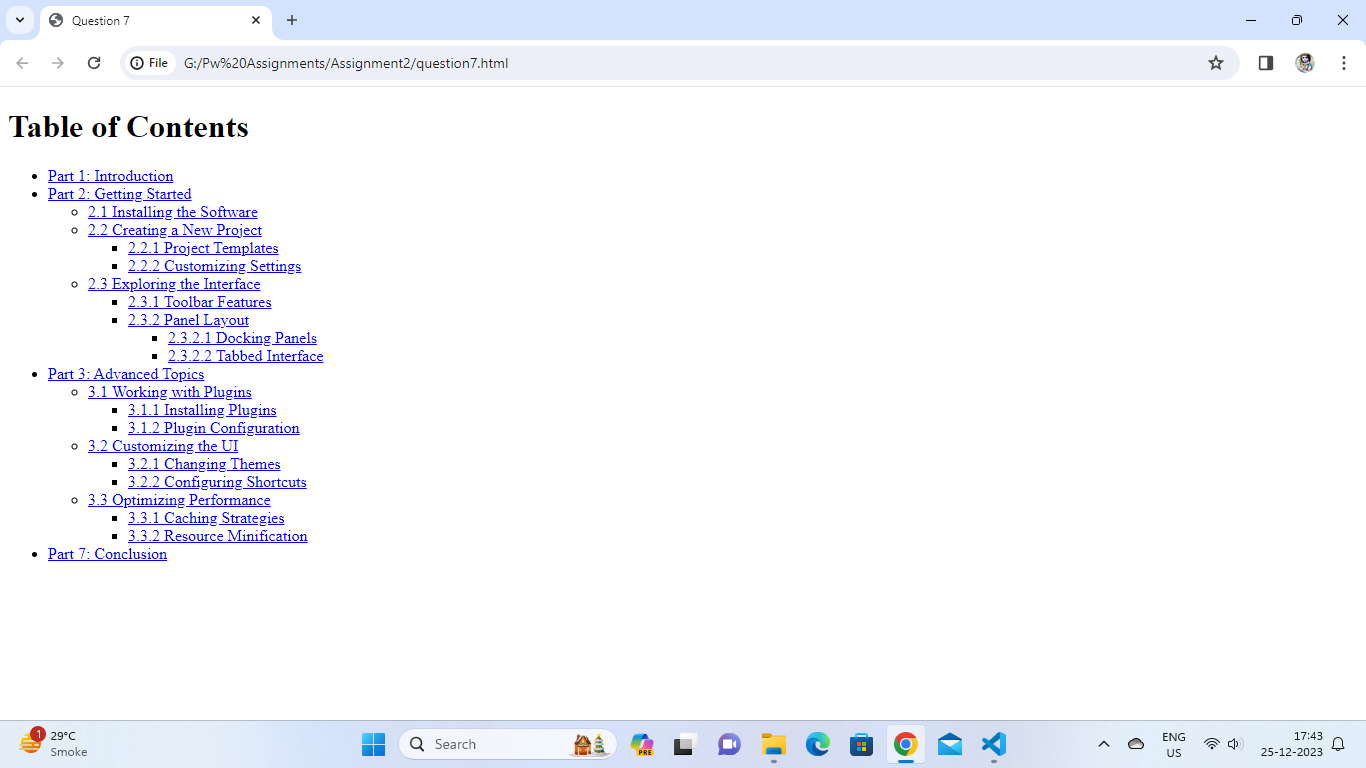 Question 7
File
G:/Pw%20Assignments/Assignment2/question7.html
Table of Contents
Part 1: Introduction
Part 2: Getting Started
2.1 Installing the Software
2.2 Creating a New Project
2.2.1 Project Templates
2.2.2 Customizing Settings
2.3 Exploring the Interface
2.3.1 Toolbar Features
2.3.2 Panel Layout
2.3.2.1 Docking Panels
2.3.2.2 Tabbed Interface
Part 3: Advanced Topics
3.1 Working with Plugins
3.1.1 Installing Plugins
3.1.2 Plugin Configuration
3.2 Customizing the UI
3.2.1 Changing Themes
3.2.2 Configuring Shortcuts
3.3 Optimizing Performance
3.3.1 Caching Strategies
3.3.2 Resource Minification
Part 7: Conclusion
1
29°C
Smoke
Search
PRE
ENG
US
17:43
25-12-2023